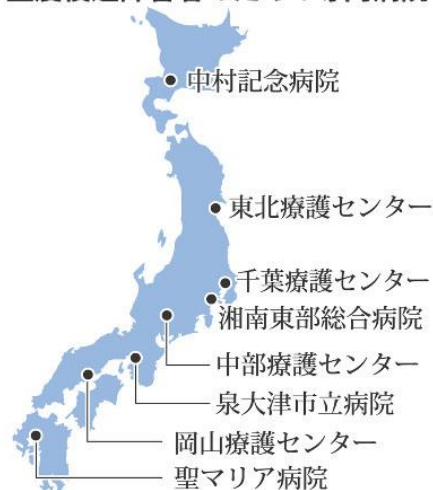 中村記念病院
東北療護センター
千葉療護センター
湘南東部総合病院
中部療護センター
泉大津市立病院
岡山療護センター
聖マリア病院